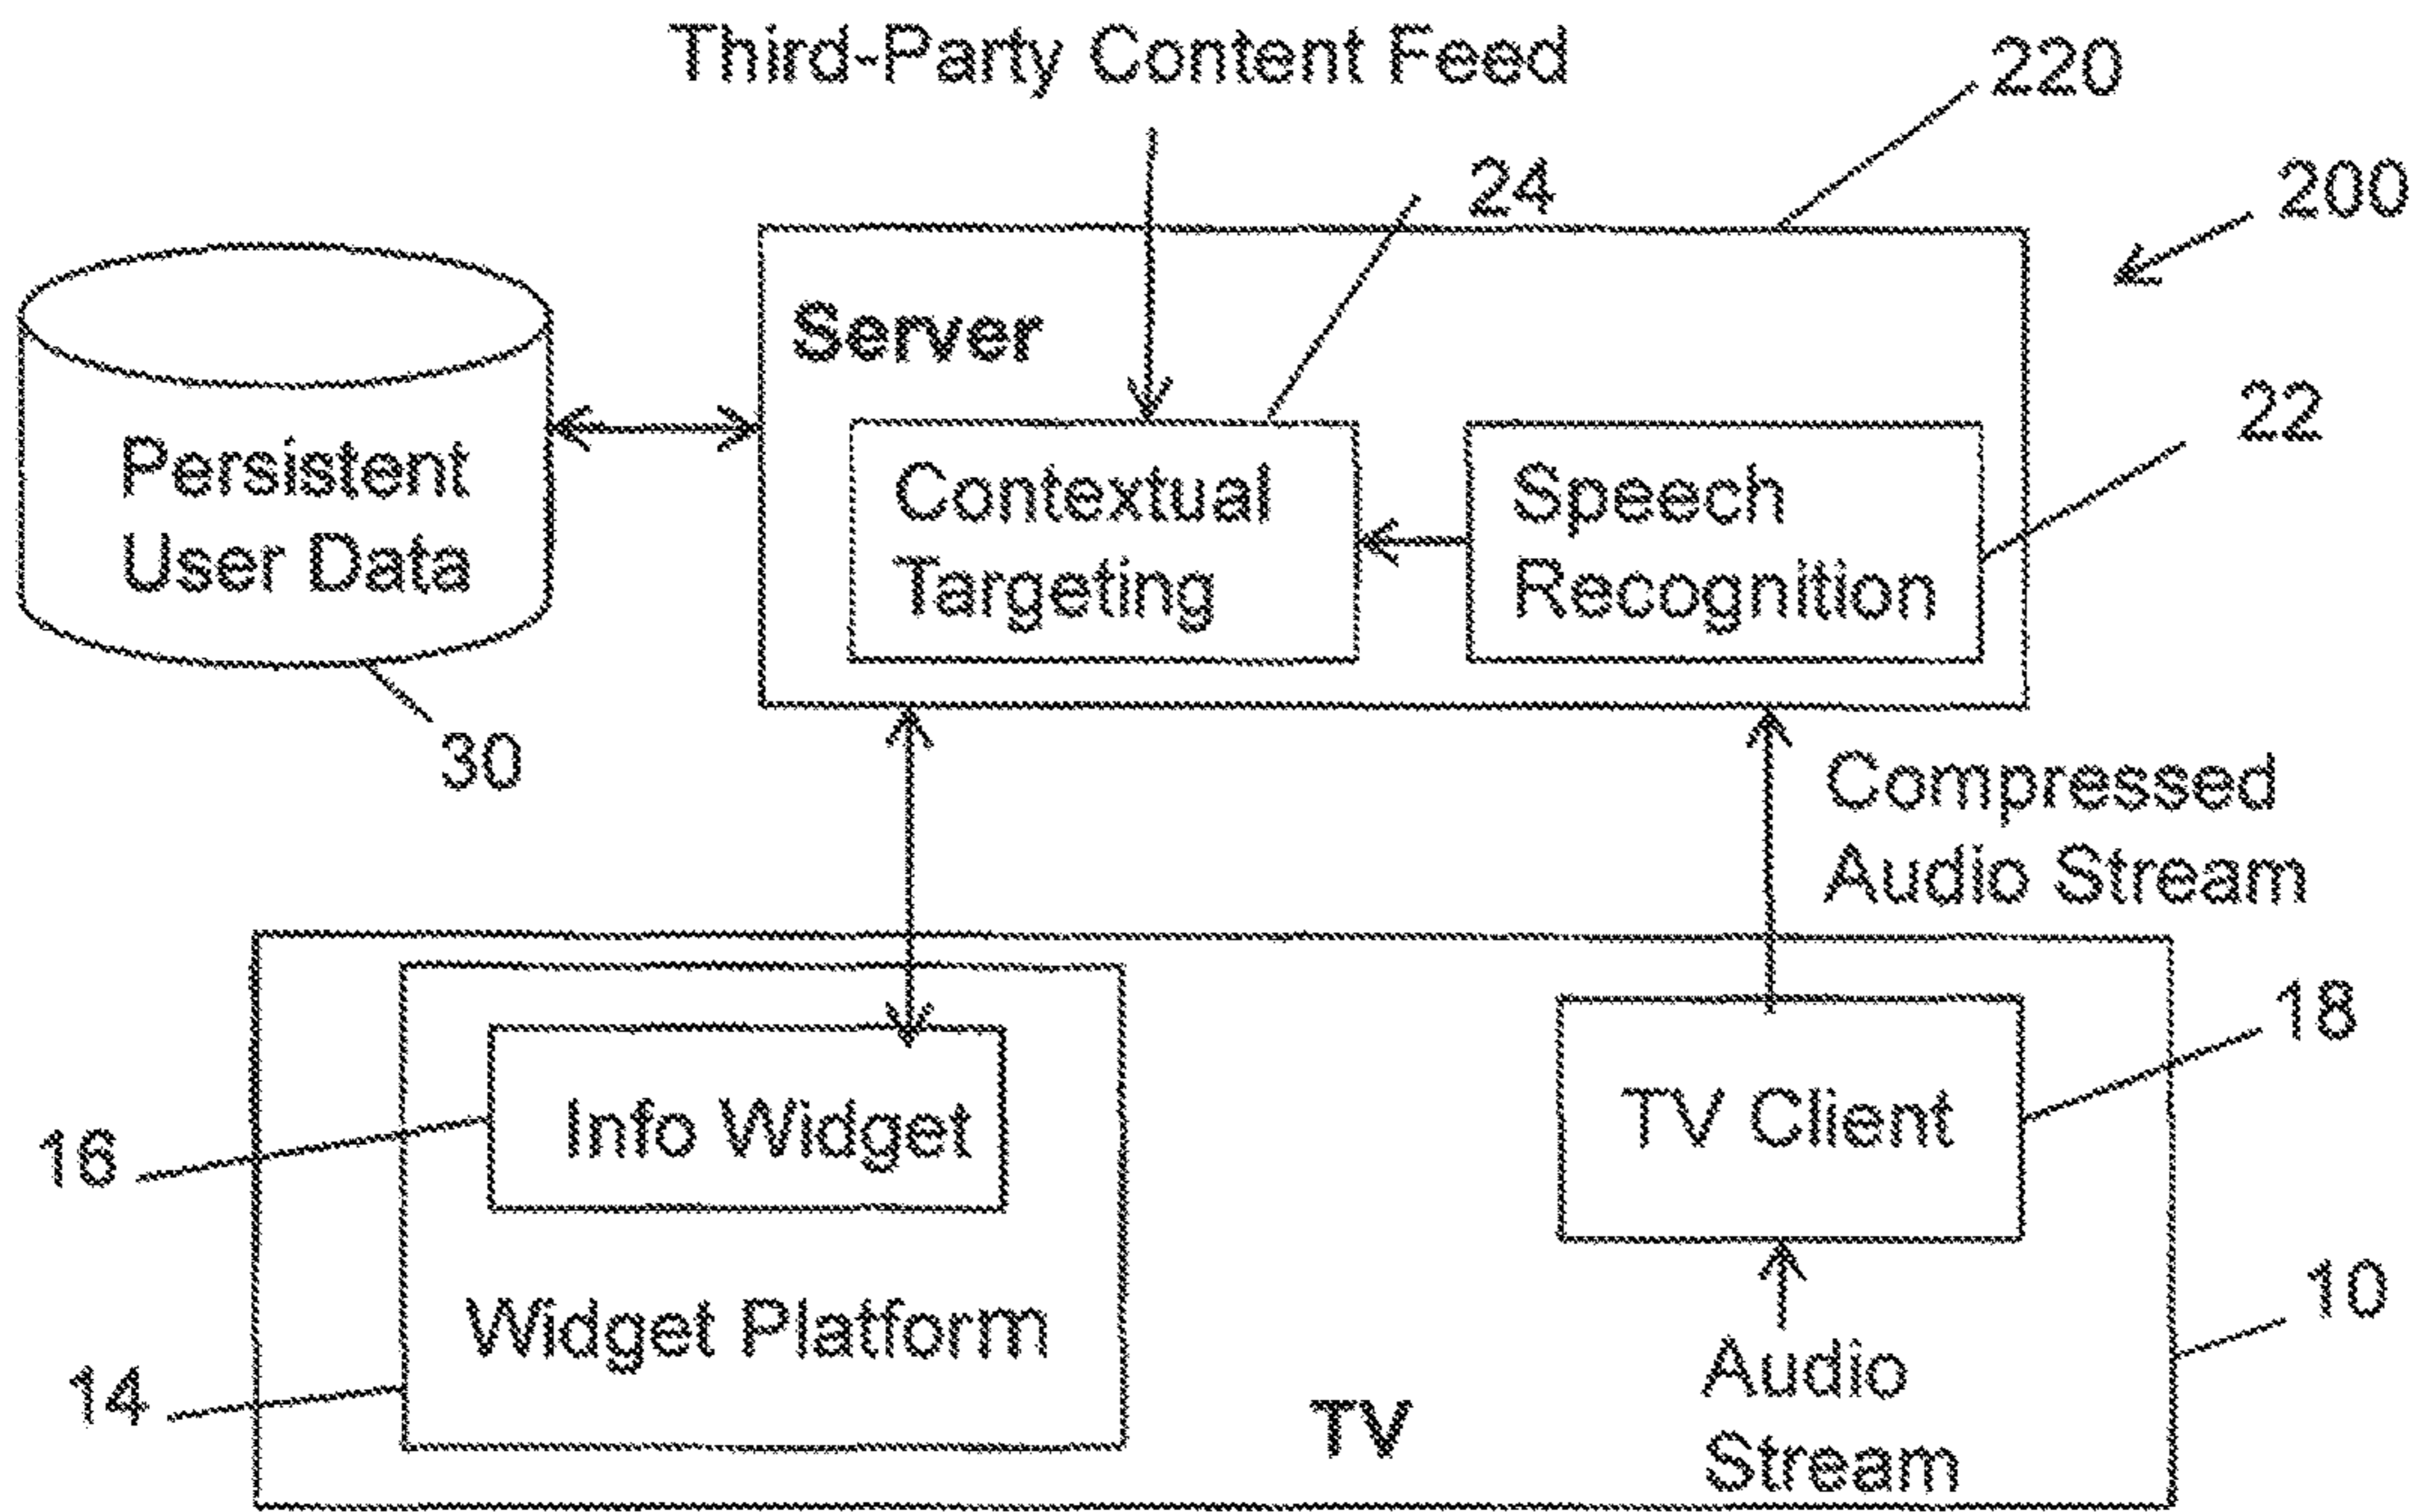 Third-Party Content Feed
220
24
200
Server
22
Persistent
User Data
Contextual
Targeting
Speech
Recognition
30
Compressed
Audio Stream
18
16
Info Widget
TV Client
10
Widget Platform
14
TV
Audio
Stream